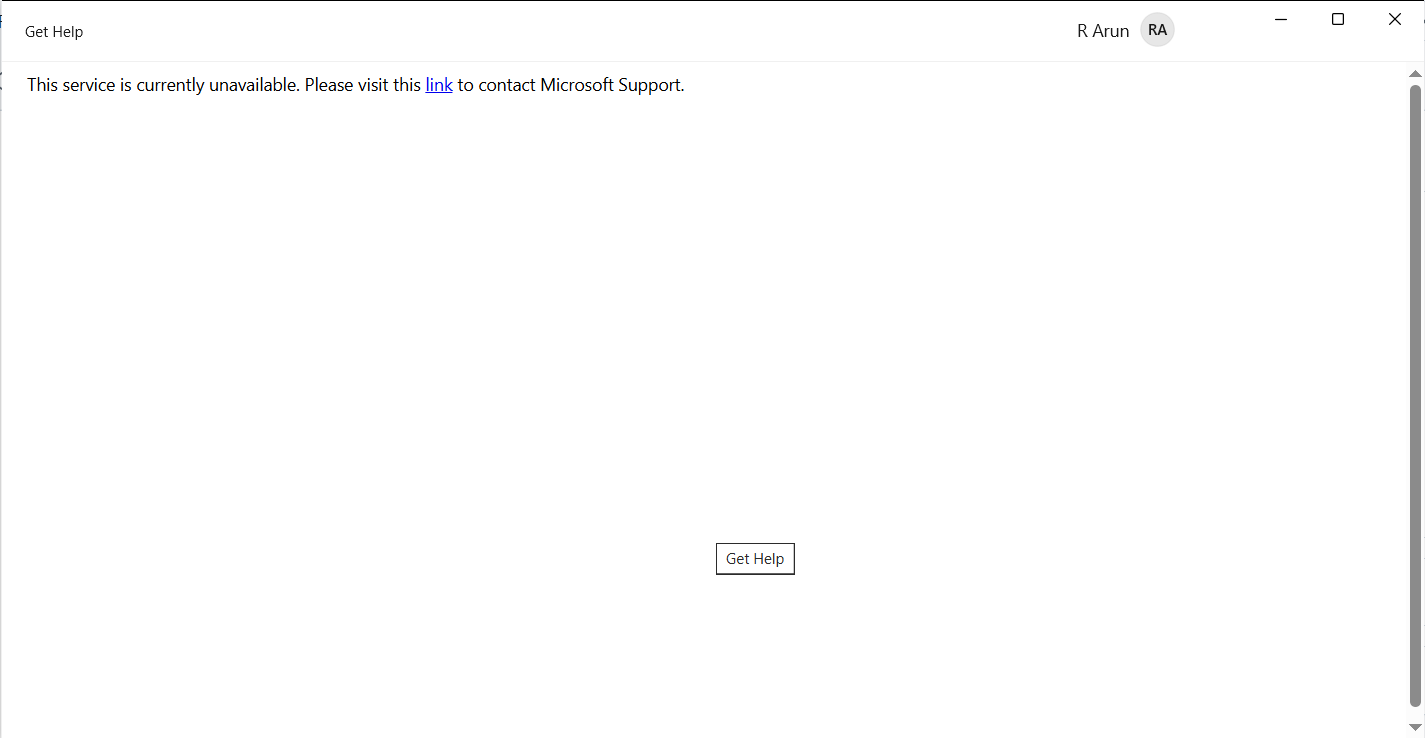 Get Help
R Arun
RA
This service is currently unavailable. Please visit this link to contact Microsoft Support.
Get Help